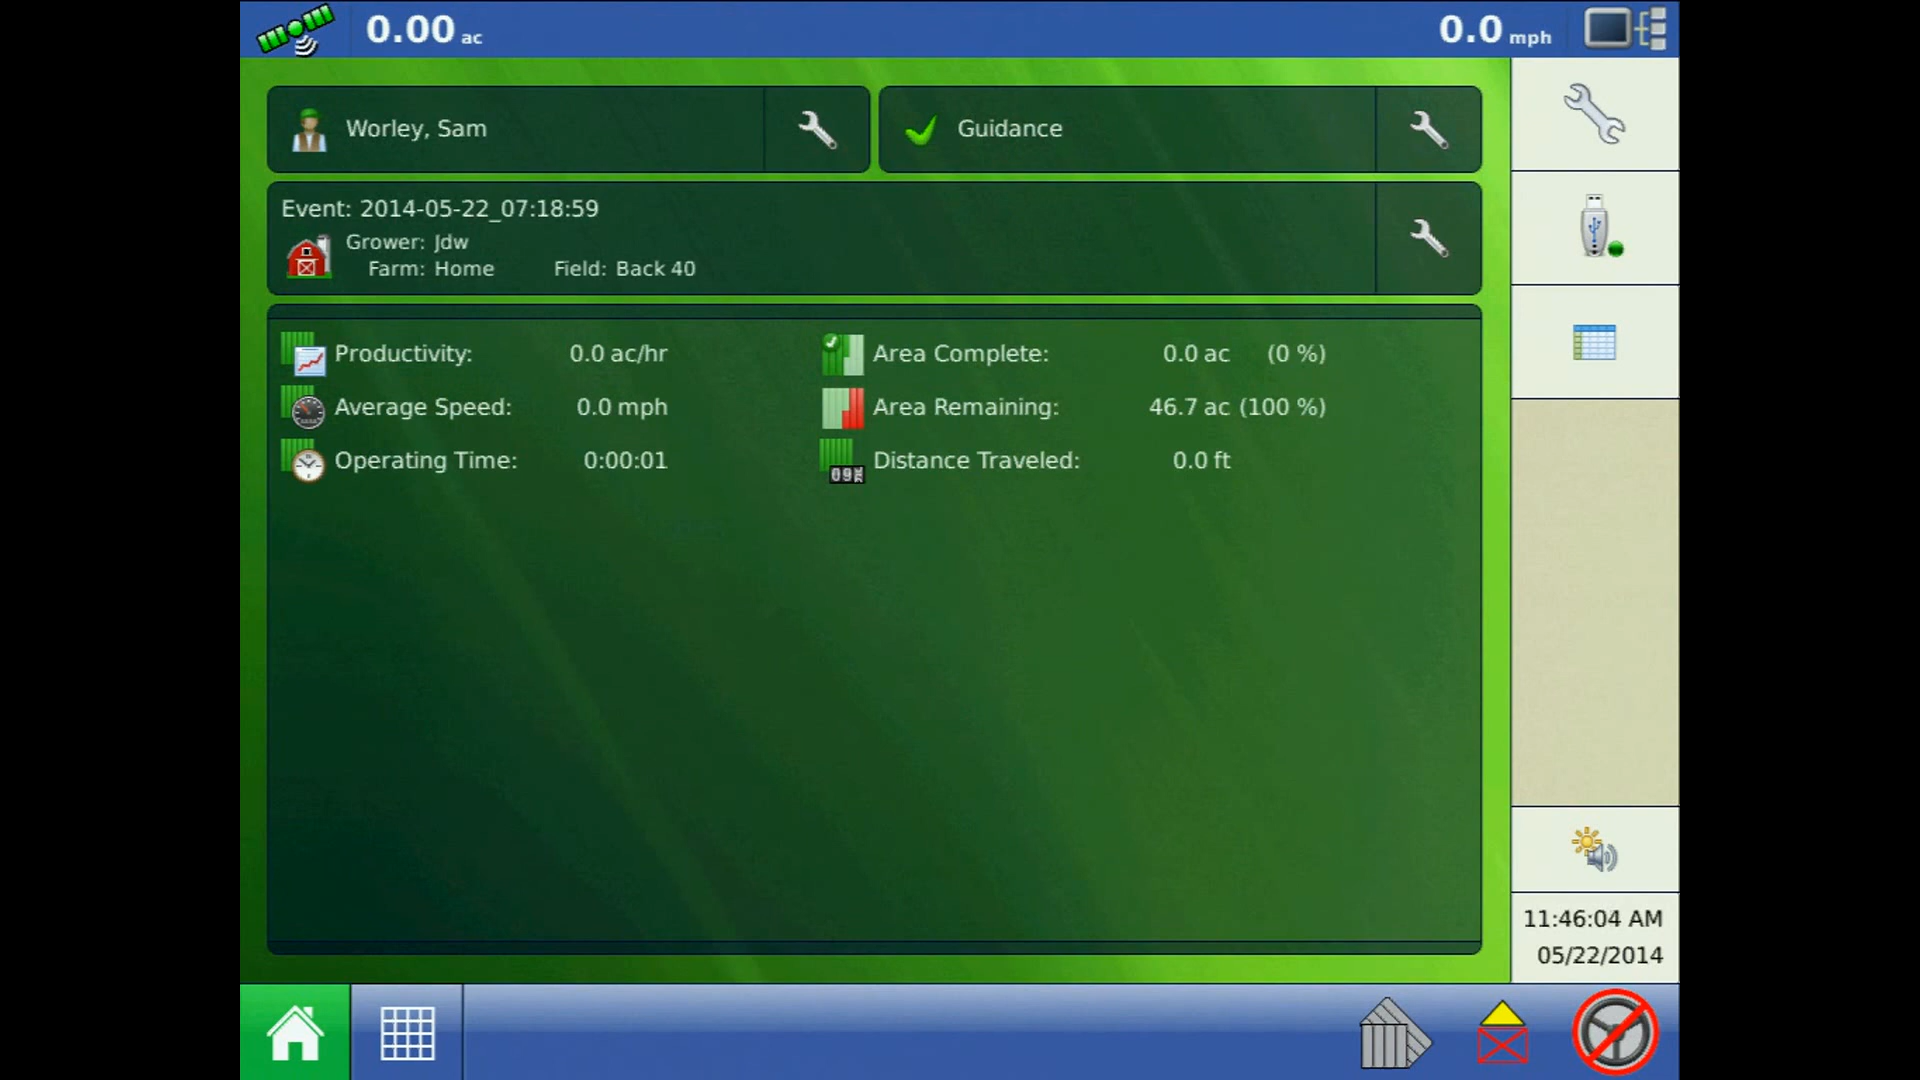 0.00 ac
0.0 mph
Worley, Sam
Guidance
Event: 2014-05-22_07:18:59
Grower: Jdw
Farm: Home Field: Back 40
Productivity: 0.0 ac/hr
Area Complete: 0.0 ac (0 %)
Average Speed: 0.0 mph
Area Remaining: 46.7 ac (100 %)
Operating Time: 0:00:01
Distance Traveled: 0.0 ft
11:46:04 AM
05/22/2014